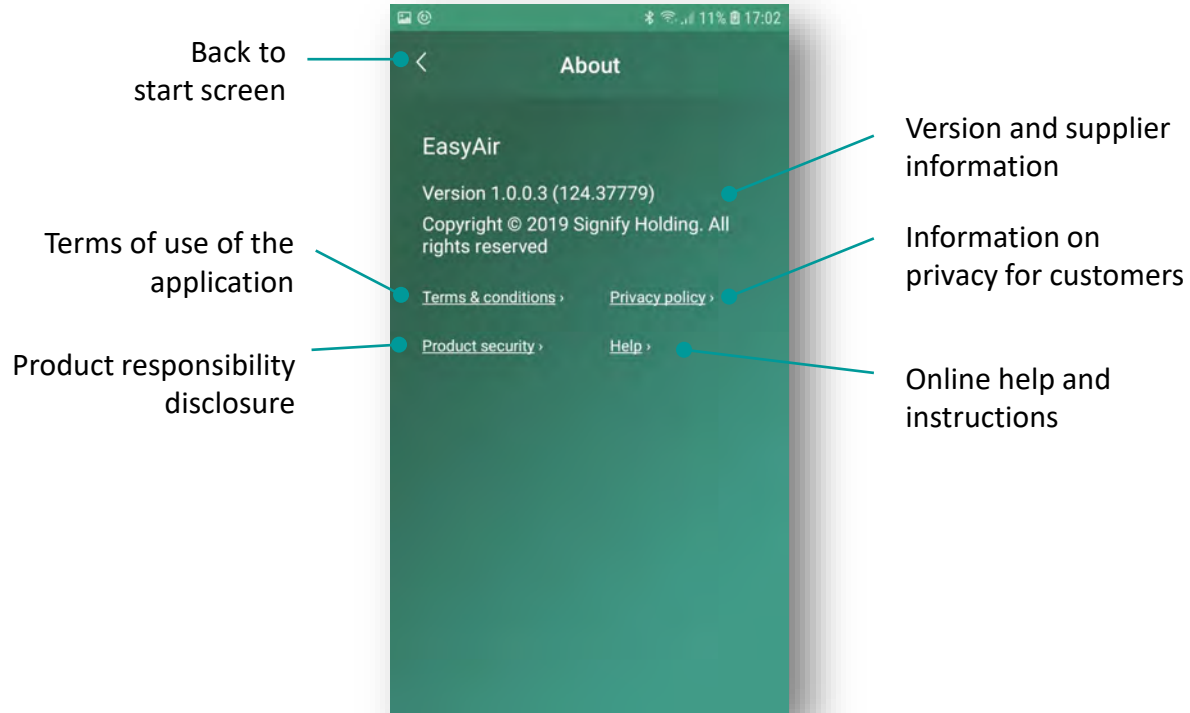 11% 17:02
Back to
start screen
About
EasyAir
Version 1.0.0.3 (124.37779)
Copyright © 2019 Signify Holding. All
rights reserved
Version and supplier
information
Terms of use of the
application
Terms & conditions ›
Privacy policy ›
Information on
privacy for customers
Product responsibility
disclosure
Product security ›
Help ›
Online help and
instructions